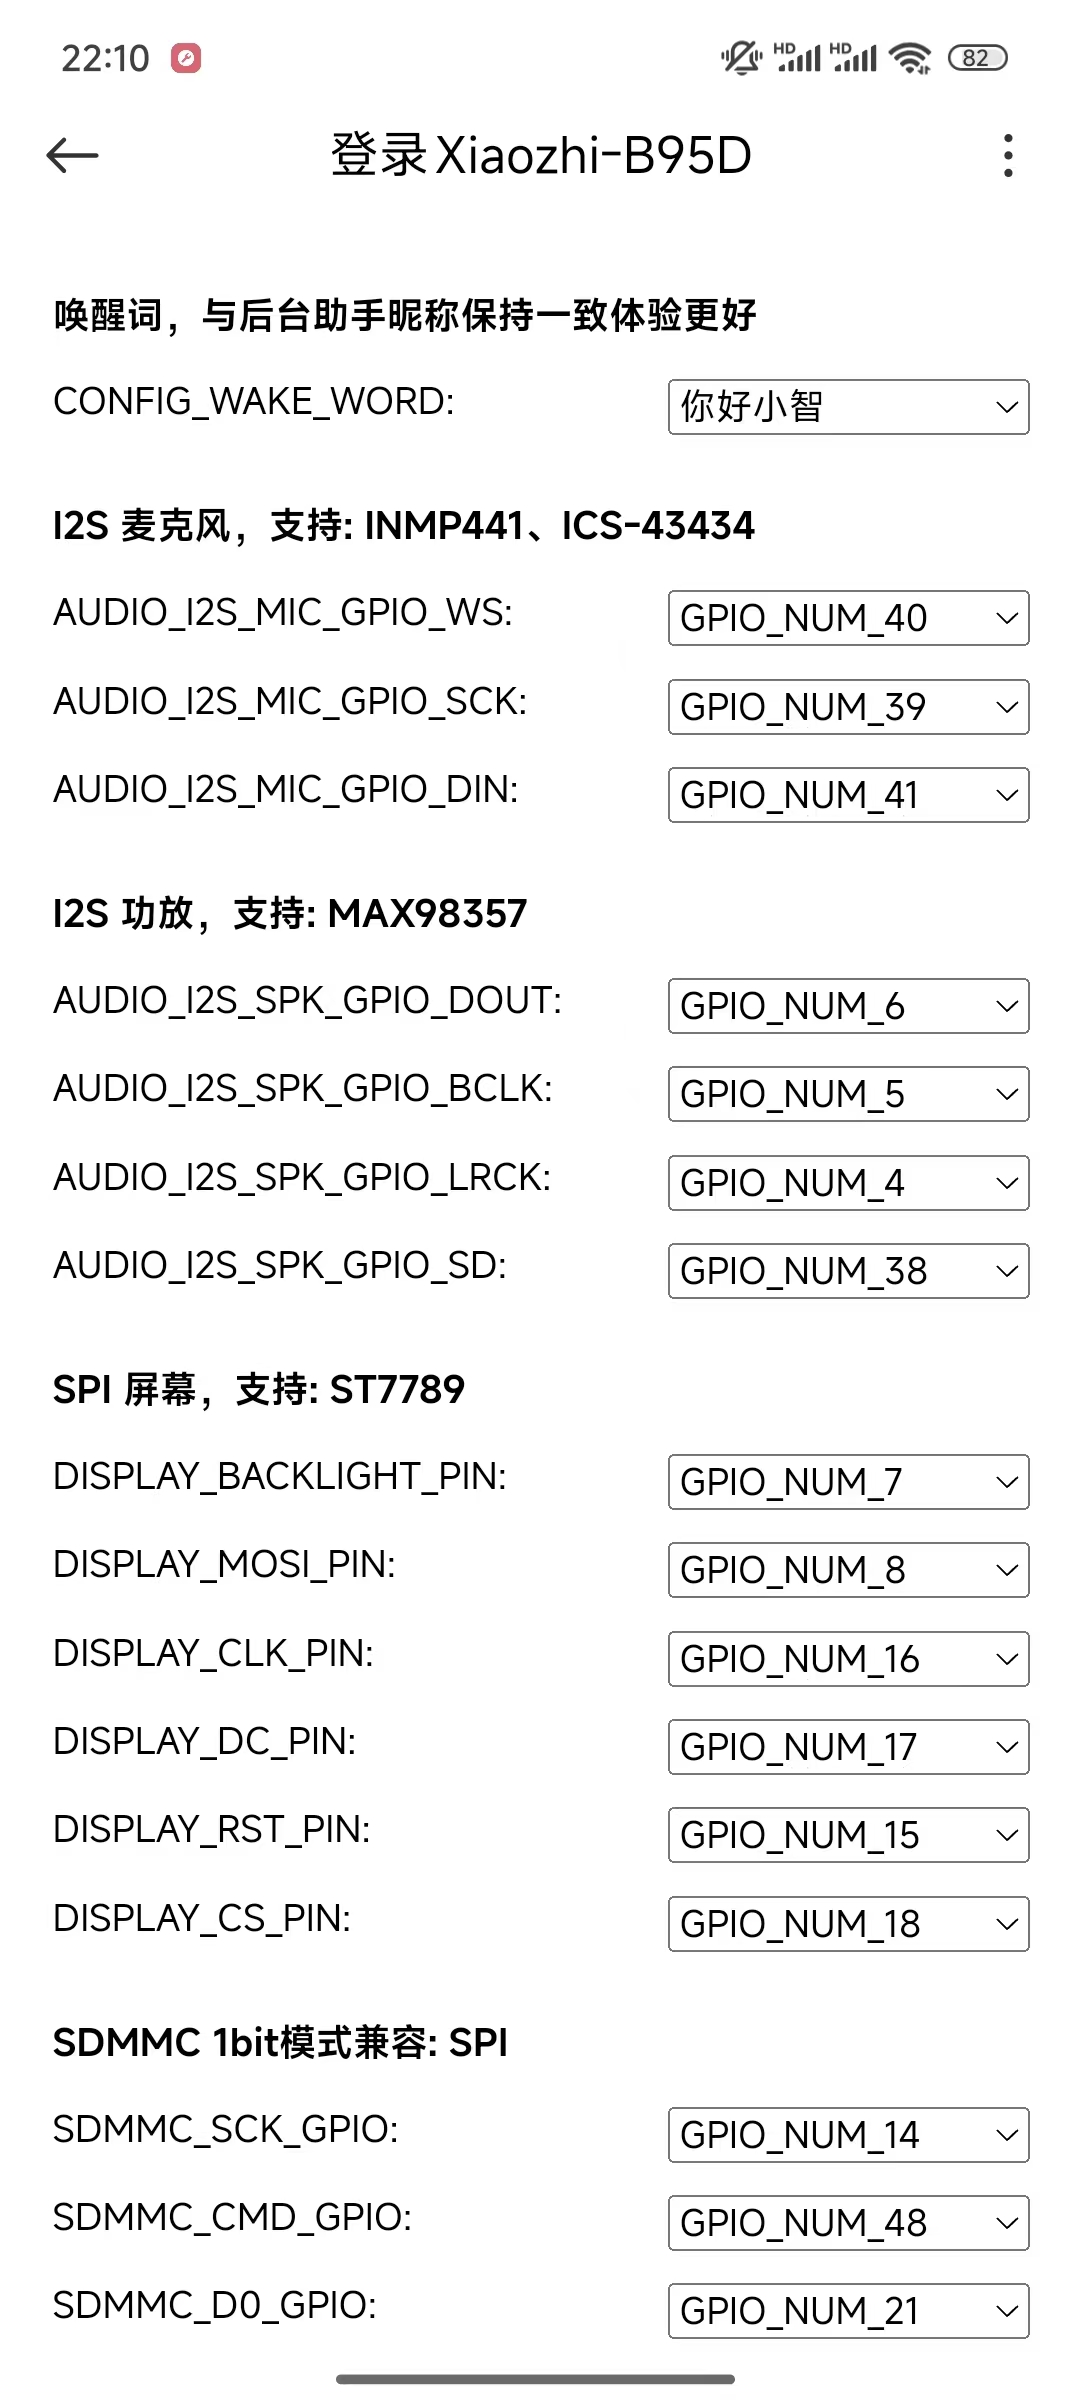 22:10
HD HD 82
登录Xiaozhi-B95D
唤醒词，与后台助手昵称保持一致体验更好
CONFIG_WAKE_WORD: 你好小智
I2S 麦克风，支持: INMP441、ICS-43434
AUDIO_I2S_MIC_GPIO_WS: GPIO_NUM_40
AUDIO_I2S_MIC_GPIO_SCK: GPIO_NUM_39
AUDIO_I2S_MIC_GPIO_DIN: GPIO_NUM_41
I2S 功放，支持: MAX98357
AUDIO_I2S_SPK_GPIO_DOUT: GPIO_NUM_6
AUDIO_I2S_SPK_GPIO_BCLK: GPIO_NUM_5
AUDIO_I2S_SPK_GPIO_LRCK: GPIO_NUM_4
AUDIO_I2S_SPK_GPIO_SD: GPIO_NUM_38
SPI 屏幕，支持: ST7789
DISPLAY_BACKLIGHT_PIN: GPIO_NUM_7
DISPLAY_MOSI_PIN: GPIO_NUM_8
DISPLAY_CLK_PIN: GPIO_NUM_16
DISPLAY_DC_PIN: GPIO_NUM_17
DISPLAY_RST_PIN: GPIO_NUM_15
DISPLAY_CS_PIN: GPIO_NUM_18
SDMMC 1bit模式兼容: SPI
SDMMC_SCK_GPIO: GPIO_NUM_14
SDMMC_CMD_GPIO: GPIO_NUM_48
SDMMC_D0_GPIO: GPIO_NUM_21